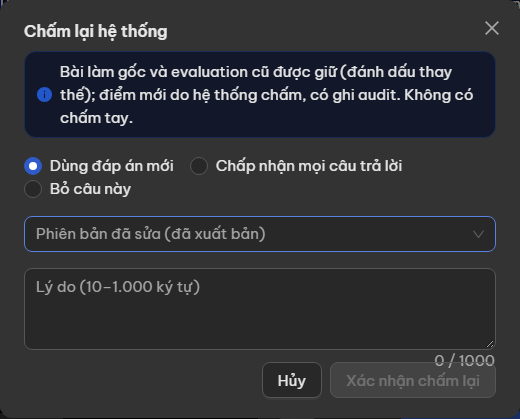 Chấm lại hệ thống
Bài làm gốc và evaluation cũ được giữ (đánh dấu thay
thế); điểm mới do hệ thống chấm, có ghi audit. Không có
chấm tay.
Dùng đáp án mới
Chấp nhận mọi câu trả lời
Bỏ câu này
Phiên bản đã sửa (đã xuất bản)
Lý do (10–1.000 ký tự)
0 / 1000
Hủy
Xác nhận chấm lại